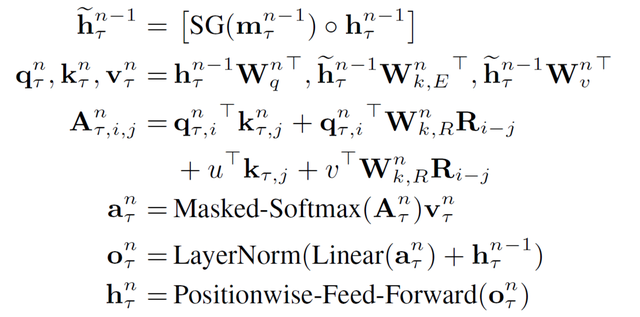 h̃_τ^{n-1} = [SG(m_τ^{n-1}) ∘ h_τ^{n-1}]
q_τ^n, k_τ^n, v_τ^n = h_τ^{n-1} W_q^{n⊤}, h̃_τ^{n-1} W_{k,E}^n{}^⊤, h̃_τ^{n-1} W_v^{n⊤}
A_{τ,i,j}^n = q_{τ,i}^n{}^⊤ k_{τ,j}^n + q_{τ,i}^n{}^⊤ W_{k,R}^n R_{i-j}
+ u^⊤ k_{τ,j} + v^⊤ W_{k,R}^n R_{i-j}
a_τ^n = Masked-Softmax(A_τ^n) v_τ^n
o_τ^n = LayerNorm(Linear(a_τ^n) + h_τ^{n-1})
h_τ^n = Positionwise-Feed-Forward(o_τ^n)